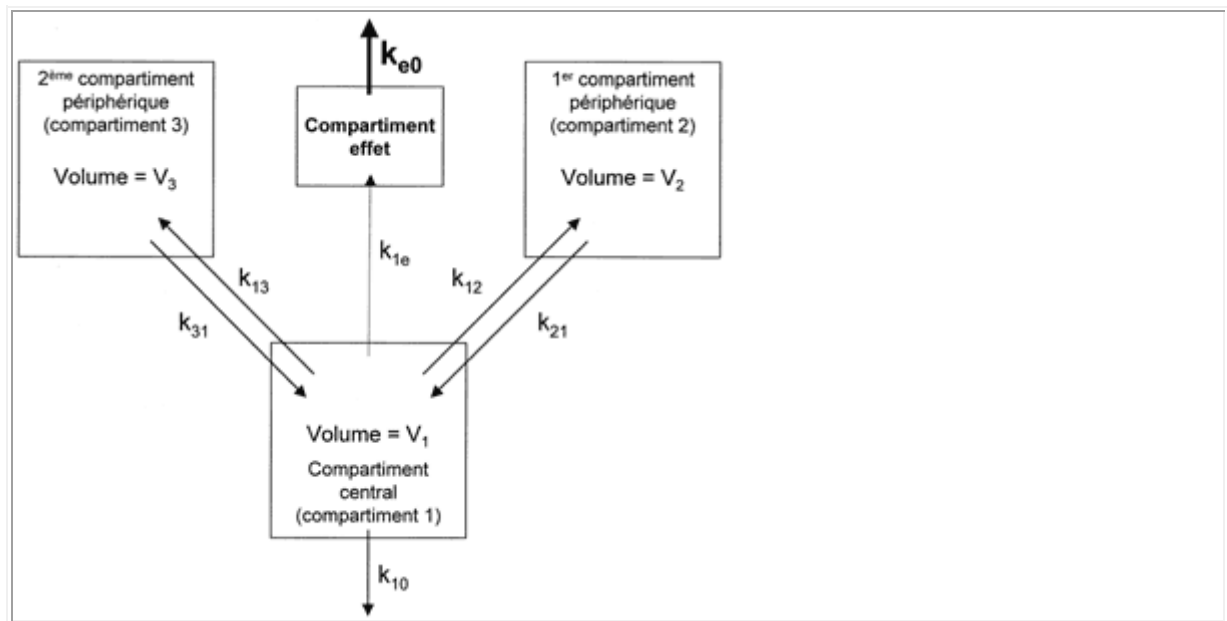 k_e0
2ème compartiment
périphérique
(compartiment 3)
Volume = V₃
Compartiment
effet
1er compartiment
périphérique
(compartiment 2)
Volume = V₂
k₁ₑ
k₁₃
k₃₁
k₁₂
k₂₁
Volume = V₁
Compartiment
central
(compartiment 1)
k₁₀